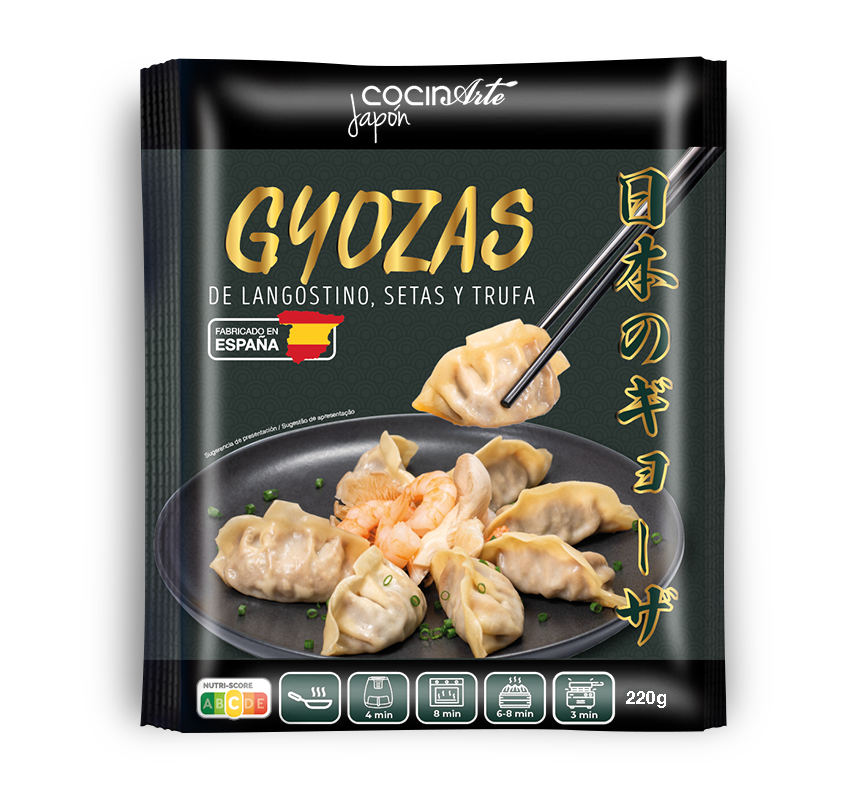 COCINArte
Japón
GYOZAS
DE LANGOSTINO, SETAS Y TRUFA
FABRICADO EN
ESPAÑA
日本のギョーザ
Sugerencia de presentación / Sugestão de apresentação
NUTRI-SCORE
A B C D E
4 min
8 min
6-8 min
3 min
220g